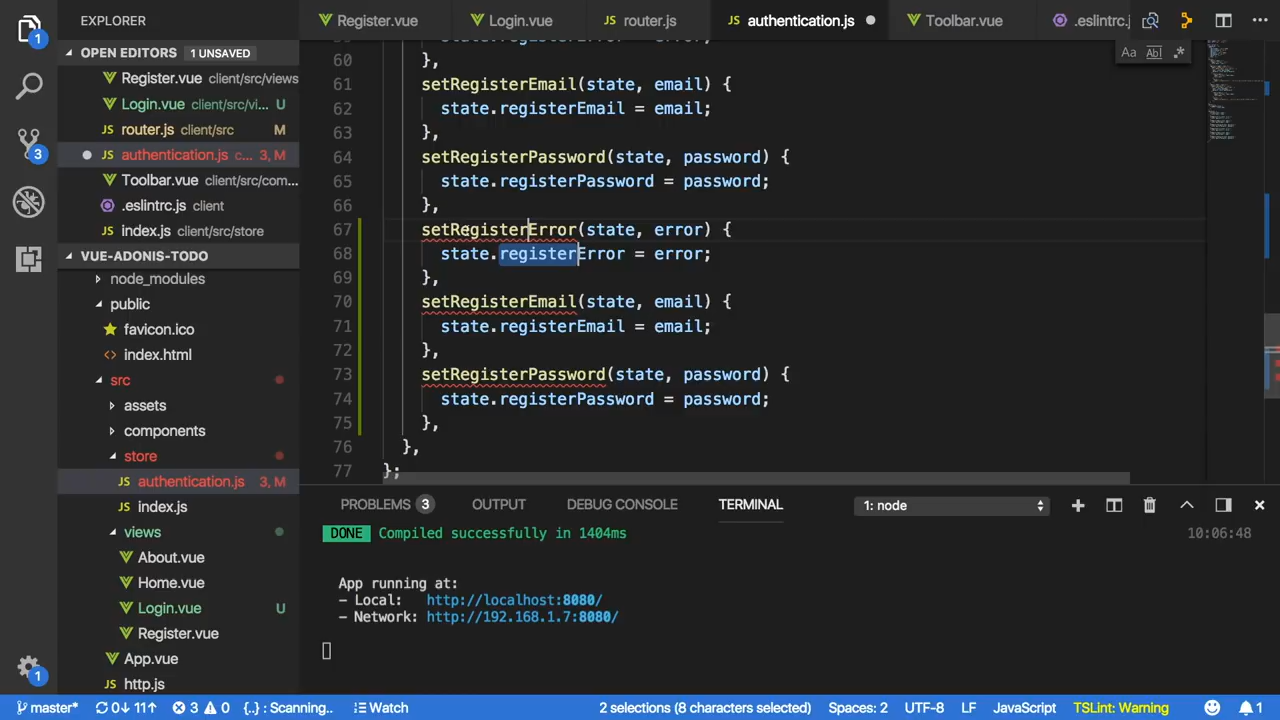 EXPLORER
Register.vue
Login.vue
router.js
authentication.js
Toolbar.vue
.eslintrc.j
OPEN EDITORS 1 UNSAVED
Register.vue client/src/views
Login.vue client/src/vi... U
router.js client/src M
authentication.js c... 3, M
Toolbar.vue client/src/com...
.eslintrc.js client
index.js client/src/store
VUE-ADONIS-TODO
node_modules
public
favicon.ico
index.html
src
assets
components
store
authentication.js 3, M
index.js
views
About.vue
Home.vue
Login.vue U
Register.vue
App.vue
http.js
Aa Abl .*
60 },
61 setRegisterEmail(state, email) {
62 state.registerEmail = email;
63 },
64 setRegisterPassword(state, password) {
65 state.registerPassword = password;
66 },
67 setRegisterError(state, error) {
68 state.registerError = error;
69 },
70 setRegisterEmail(state, email) {
71 state.registerEmail = email;
72 },
73 setRegisterPassword(state, password) {
74 state.registerPassword = password;
75 },
76 },
77 };
PROBLEMS 3 OUTPUT DEBUG CONSOLE TERMINAL 1: node
DONE Compiled successfully in 1404ms 10:06:48
App running at:
- Local: http://localhost:8080/
- Network: http://192.168.1.7:8080/
1
3
1
master* 0↓ 11↑ 3 0 {..} : Scanning.. Watch 2 selections (8 characters selected) Spaces: 2 UTF-8 LF JavaScript TSLint: Warning 1